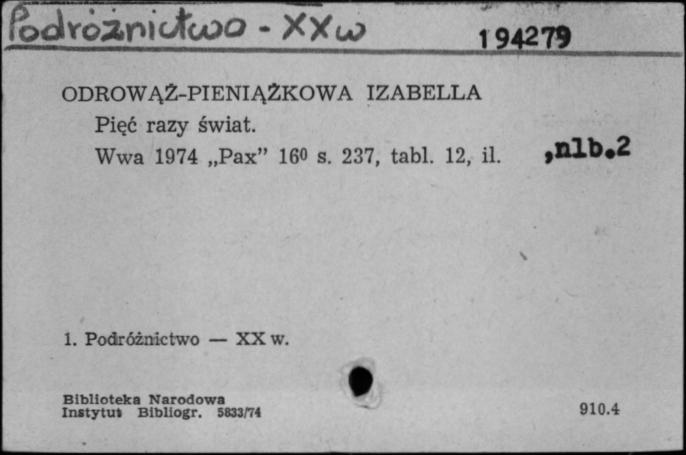 Podróżnictwo - XXw
194279
ODROWĄŻ-PIENIĄŻKOWA IZABELLA
Pięć razy świat.
Wwa 1974 „Pax” 16⁰ s. 237, tabl. 12, il. ,nlb.2
1. Podróżnictwo — XX w.
Biblioteka Narodowa
Instytut Bibliogr. 5833/74
910.4